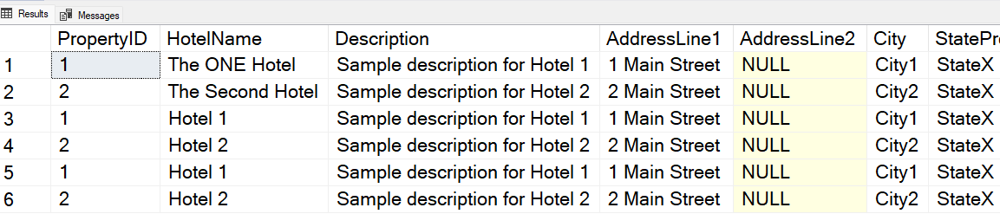 Results Messages
PropertyID HotelName Description AddressLine1 AddressLine2 City StatePr
1 1 The ONE Hotel Sample description for Hotel 1 1 Main Street NULL City1 StateX
2 2 The Second Hotel Sample description for Hotel 2 2 Main Street NULL City2 StateX
3 1 Hotel 1 Sample description for Hotel 1 1 Main Street NULL City1 StateX
4 2 Hotel 2 Sample description for Hotel 2 2 Main Street NULL City2 StateX
5 1 Hotel 1 Sample description for Hotel 1 1 Main Street NULL City1 StateX
6 2 Hotel 2 Sample description for Hotel 2 2 Main Street NULL City2 StateX